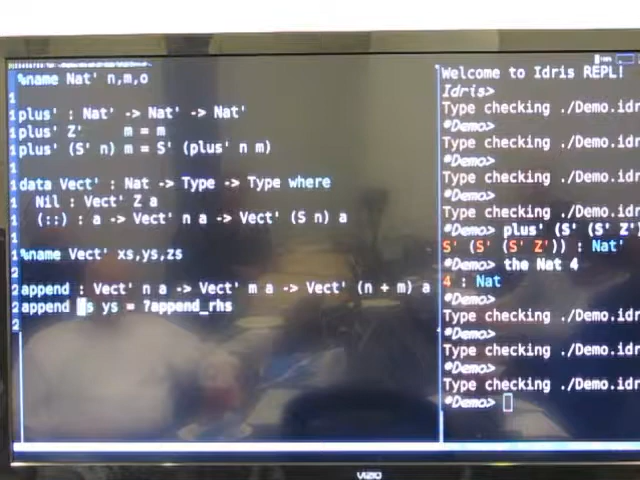 %name Nat' n,m,o
plus' : Nat' -> Nat' -> Nat'
plus' Z' m = m
plus' (S' n) m = S' (plus' n m)
data Vect' : Nat -> Type -> Type where
Nil : Vect' Z a
(::) : a -> Vect' n a -> Vect' (S n) a
%name Vect' xs,ys,zs
append : Vect' n a -> Vect' m a -> Vect' (n + m) a
append xs ys = ?append_rhs
Welcome to Idris REPL!
Idris>
Type checking ./Demo.idr
*Demo>
Type checking ./Demo.idr
*Demo>
Type checking ./Demo.idr
*Demo>
Type checking ./Demo.idr
*Demo> plus' (S' (S' Z')
S' (S' (S' Z')) : Nat'
*Demo> the Nat 4
4 : Nat
*Demo>
Type checking ./Demo.idr
*Demo>
Type checking ./Demo.idr
*Demo>
Type checking ./Demo.idr
*Demo>
VIZIO